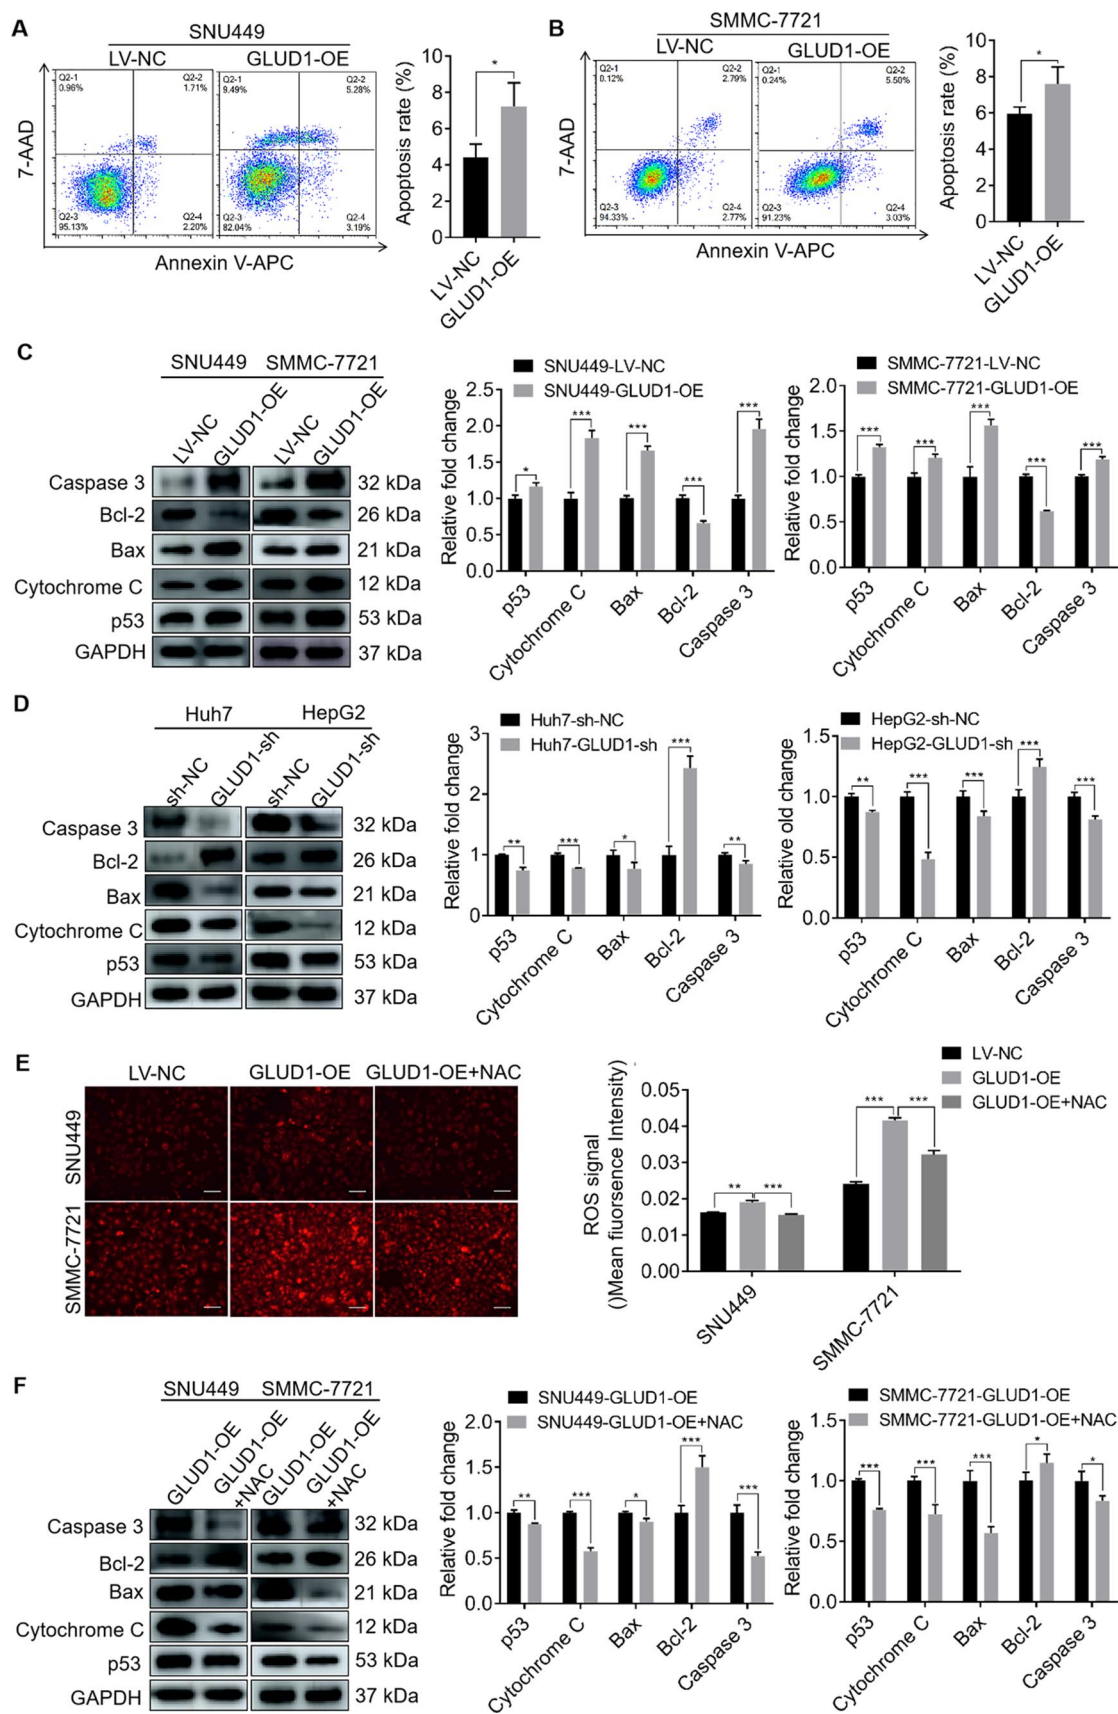 A
SNU449
LV-NC
GLUD1-OE
Q2-1
0.96%
Q2-2
1.71%
Q2-3
95.13%
Q2-4
2.20%
Q2-1
9.49%
Q2-2
5.28%
Q2-3
82.04%
Q2-4
3.19%
7-AAD
Annexin V-APC
Apoptosis rate (%)
10
8
6
4
2
0
*
LV-NC
GLUD1-OE
B
SMMC-7721
LV-NC
GLUD1-OE
Q2-1
0.12%
Q2-2
2.79%
Q2-3
94.33%
Q2-4
2.77%
Q2-1
0.24%
Q2-2
5.50%
Q2-3
91.23%
Q2-4
3.03%
7-AAD
Annexin V-APC
Apoptosis rate (%)
10
8
6
4
2
0
*
LV-NC
GLUD1-OE
C
SNU449 SMMC-7721
LV-NC
GLUD1-OE
LV-NC
GLUD1-OE
Caspase 3
32 kDa
Bcl-2
26 kDa
Bax
21 kDa
Cytochrome C
12 kDa
p53
53 kDa
GAPDH
37 kDa
SNU449-LV-NC
SNU449-GLUD1-OE
Relative fold change
2.5
2.0
1.5
1.0
0.5
0.0
*
***
***
***
***
p53
Cytochrome C
Bax
Bcl-2
Caspase 3
SMMC-7721-LV-NC
SMMC-7721-GLUD1-OE
Relative fold change
2.0
1.5
1.0
0.5
0.0
***
***
***
***
***
p53
Cytochrome C
Bax
Bcl-2
Caspase 3
D
Huh7
HepG2
sh-NC
GLUD1-sh
sh-NC
GLUD1-sh
Caspase 3
32 kDa
Bcl-2
26 kDa
Bax
21 kDa
Cytochrome C
12 kDa
p53
53 kDa
GAPDH
37 kDa
Huh7-sh-NC
Huh7-GLUD1-sh
Relative fold change
3
2
1
0
**
***
*
***
**
p53
Cytochrome C
Bax
Bcl-2
Caspase 3
HepG2-sh-NC
HepG2-GLUD1-sh
Relative old change
1.5
1.0
0.5
0.0
**
***
***
***
***
p53
Cytochrome C
Bax
Bcl-2
Caspase 3
E
LV-NC
GLUD1-OE
GLUD1-OE+NAC
SNU449
SMMC-7721
LV-NC
GLUD1-OE
GLUD1-OE+NAC
ROS signal
()Mean fluorsence Intensity)
0.05
0.04
0.03
0.02
0.01
0.00
**
***
***
***
SNU449
SMMC-7721
F
SNU449 SMMC-7721
GLUD1-OE
GLUD1-OE
+NAC
GLUD1-OE
GLUD1-OE
+NAC
Caspase 3
32 kDa
Bcl-2
26 kDa
Bax
21 kDa
Cytochrome C
12 kDa
p53
53 kDa
GAPDH
37 kDa
SNU449-GLUD1-OE
SNU449-GLUD1-OE+NAC
Relative fold change
2.0
1.5
1.0
0.5
0.0
**
***
*
***
***
p53
Cytochrome C
Bax
Bcl-2
Caspase 3
SMMC-7721-GLUD1-OE
SMMC-7721-GLUD1-OE+NAC
Relative fold change
1.5
1.0
0.5
0.0
***
***
***
*
*
p53
Cytochrome C
Bax
Bcl-2
Caspase 3